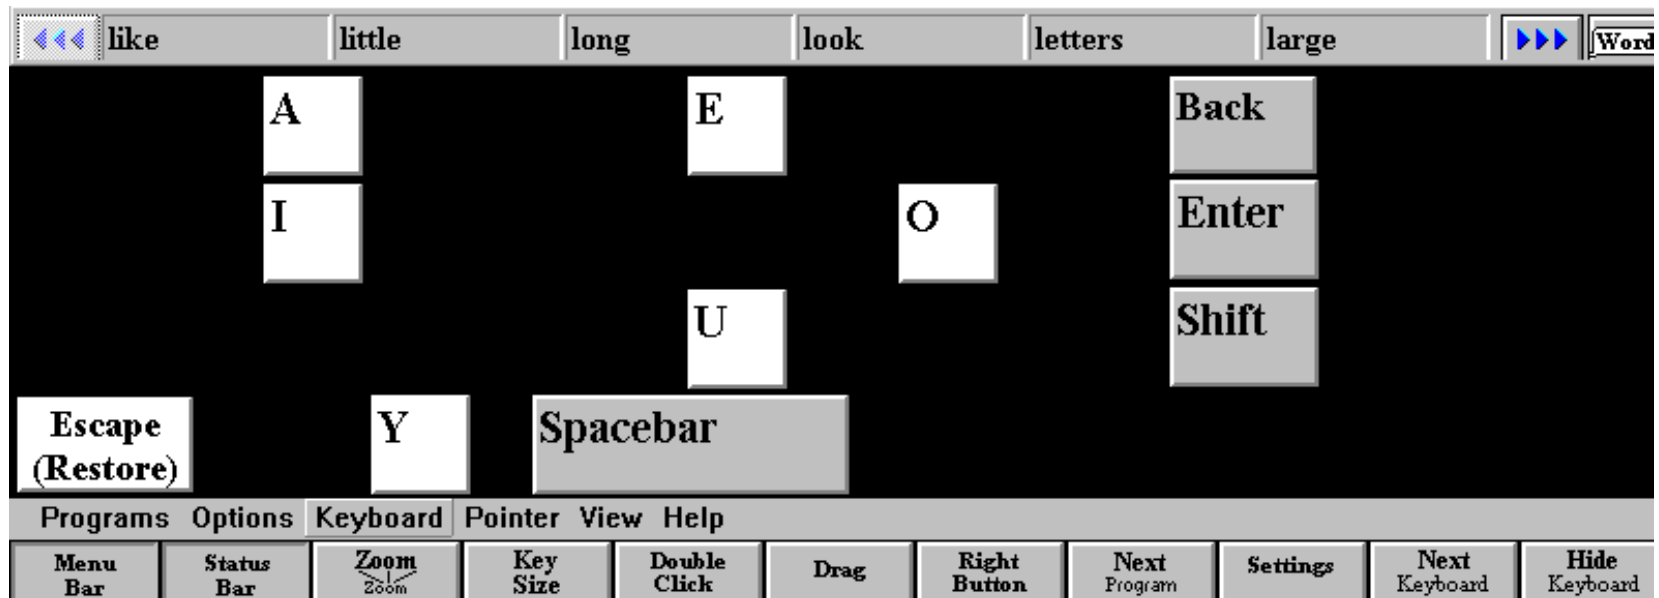 like little long look letters large Word
A E Back
I O Enter
U Shift
Escape
(Restore)
Y Spacebar
Programs Options Keyboard Pointer View Help
Menu Bar
Status Bar
Zoom Zoom
Key Size
Double Click
Drag
Right Button
Next Program
Settings
Next Keyboard
Hide Keyboard